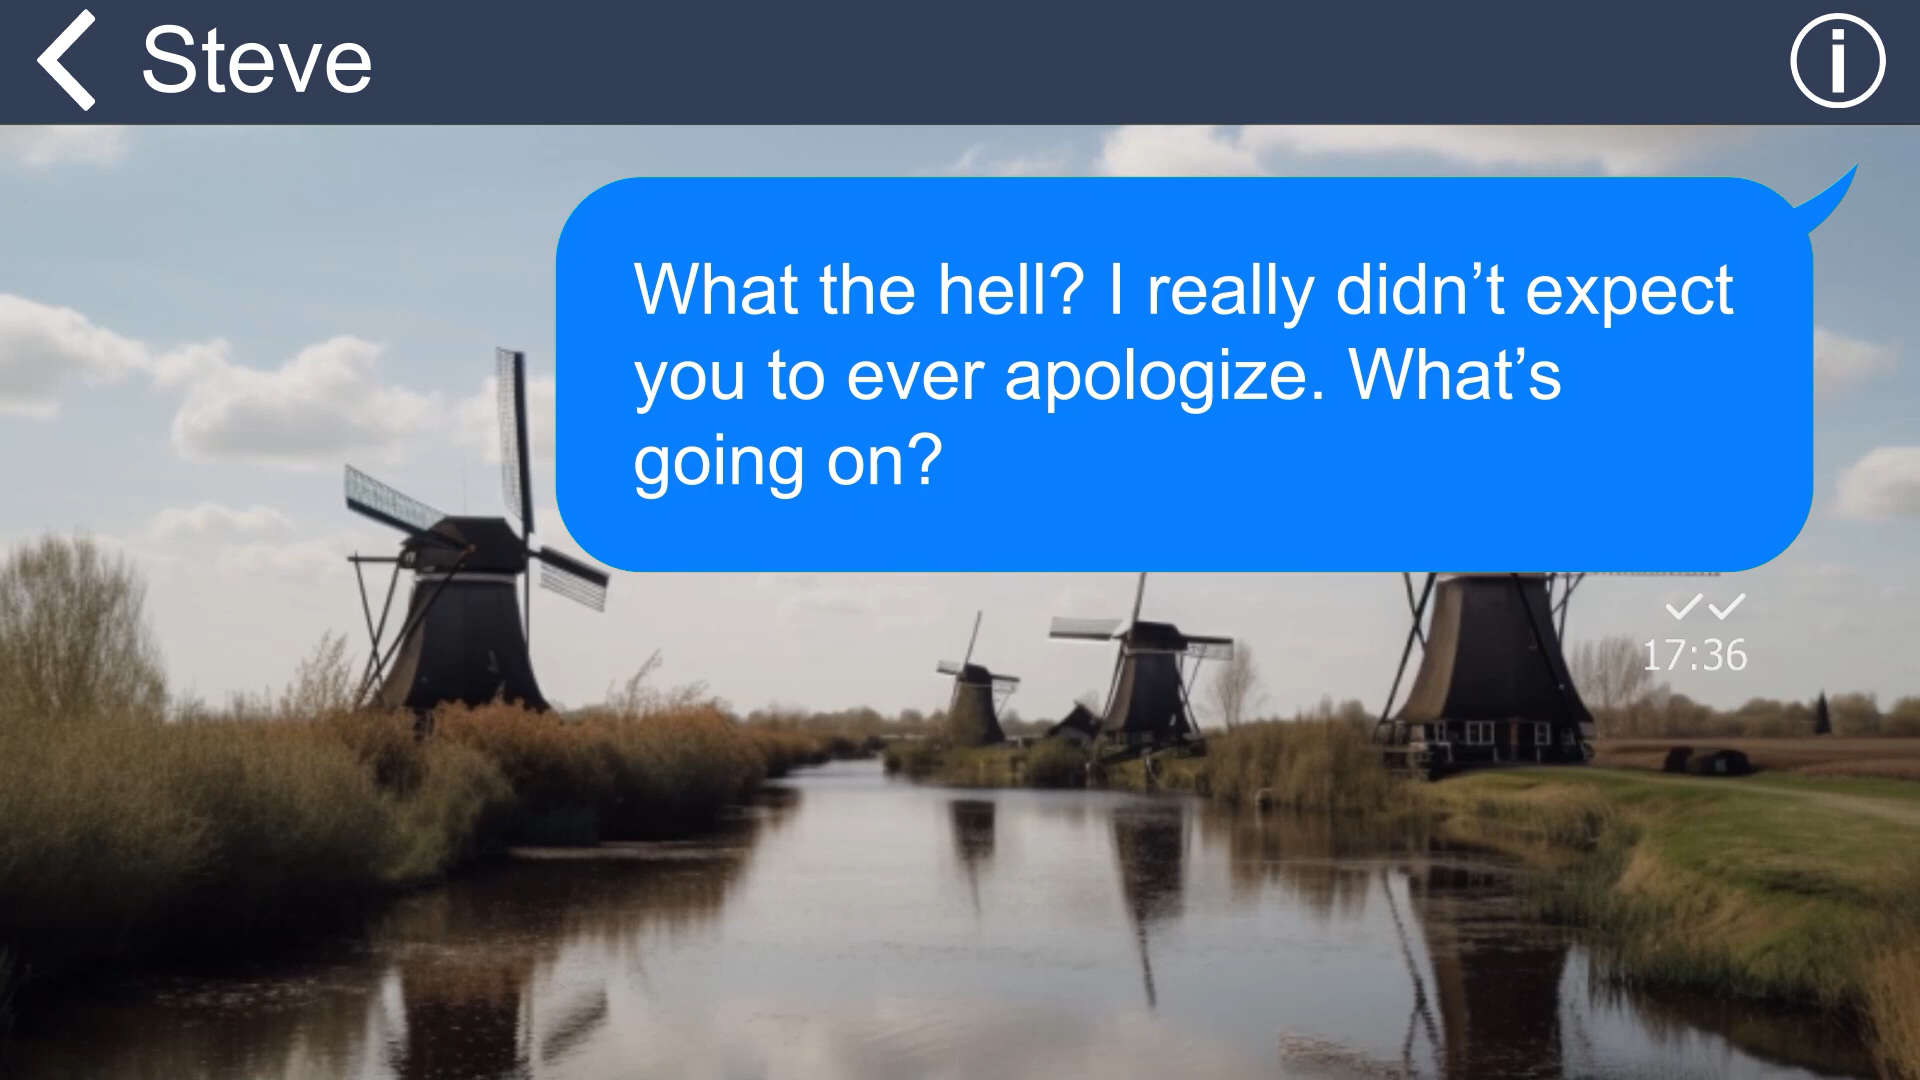 Steve
What the hell? I really didn’t expect
you to ever apologize. What’s
going on?
17:36